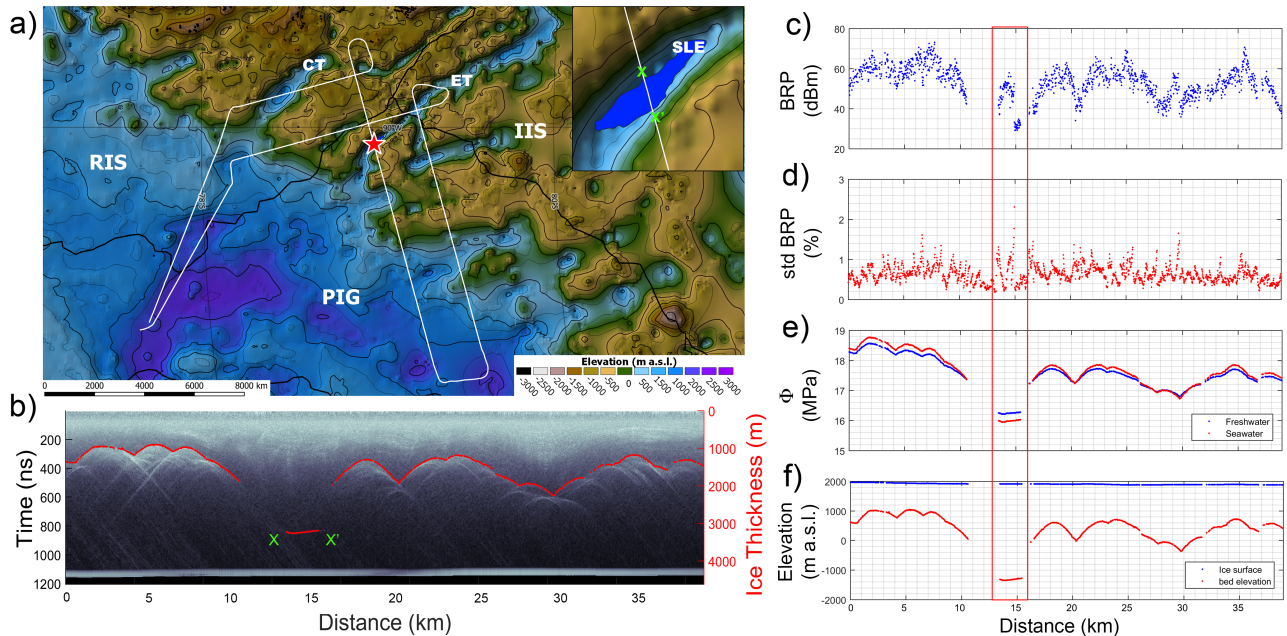 a)
CT
ET
SLE
X
X'
RIS
IIS
PIG
Elevation (m a.s.l.)
-3000
-2500
-2000
-1500
-1000
-500
0
50
500
1000
1500
2000
2500
3000
0 2000 4000 6000 8000 km
b)
Time (ns)
200
400
600
800
1000
1200
X X'
0
1000
2000
3000
4000
Ice Thickness (m)
0 5 10 15 20 25 30 35
Distance (km)
c)
BRP
(dBm)
80
60
40
20
d)
std BRP
(%)
3
2
1
0
e)
Φ
(MPa)
19
18
17
16
15
Freshwater
Seawater
f)
Elevation
(m a.s.l.)
2000
1000
0
-1000
-2000
Ice surface
bed elevation
0 5 10 15 20 25 30 35
Distance (km)